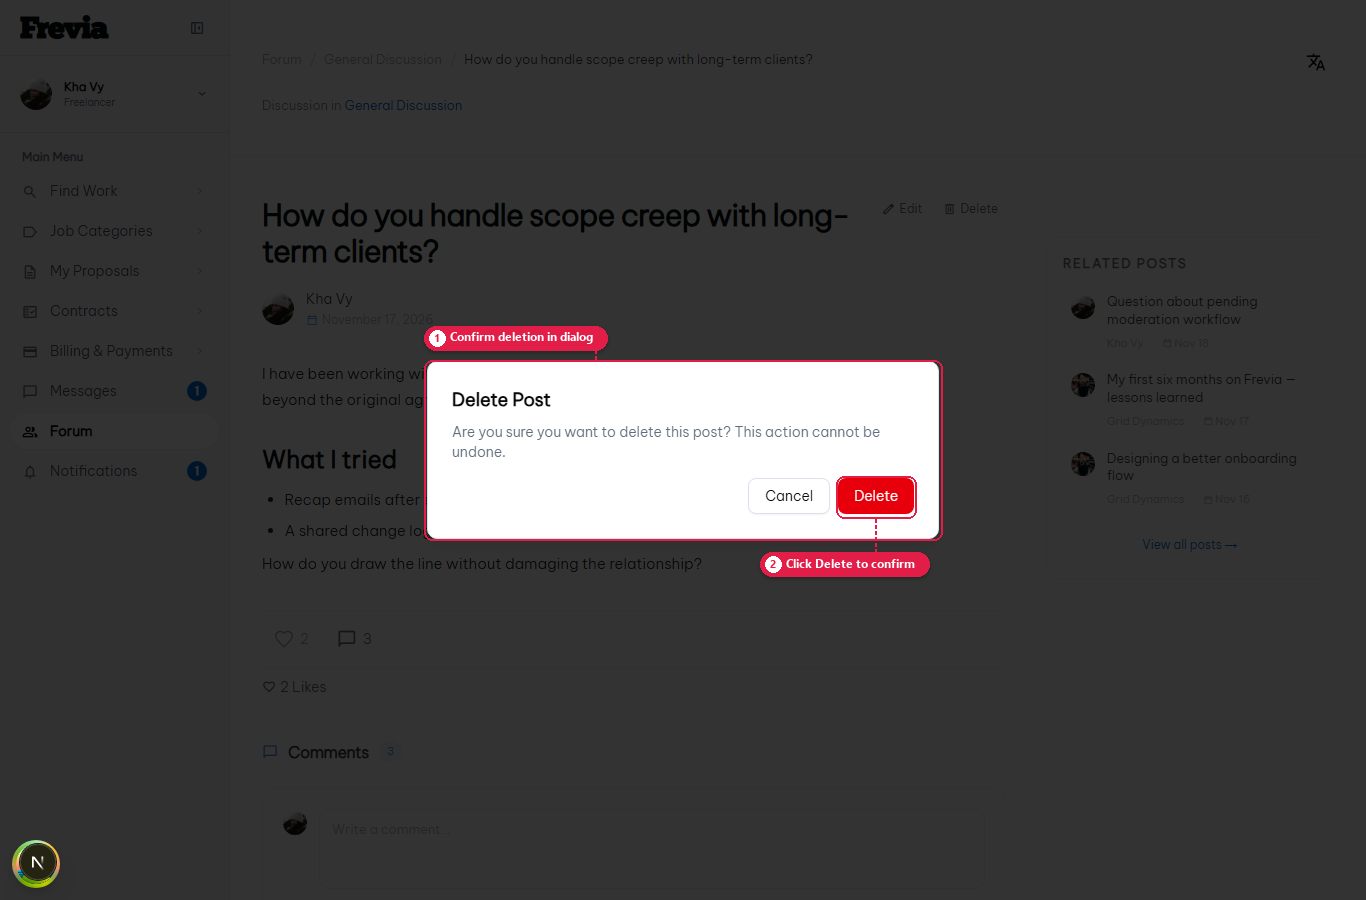 Frevia
Kha Vy
Freelancer
Main Menu
Find Work
Job Categories
My Proposals
Contracts
Billing & Payments
Messages 1
Forum
Notifications 1
Forum / General Discussion / How do you handle scope creep with long-term clients?
Discussion in General Discussion
How do you handle scope creep with long-
term clients?
Edit Delete
Kha Vy
November 17, 2026
1 Confirm deletion in dialog
I have been working
beyond the original
Delete Post
Are you sure you want to delete this post? This action cannot be
undone.
Cancel Delete
2 Click Delete to confirm
What I tried
• Recap emails after
• A shared change
How do you draw the line without damaging the relationship?
2 3
2 Likes
Comments 3
Write a comment...
RELATED POSTS
Question about pending
moderation workflow
Kha Vy Nov 18
My first six months on Frevia —
lessons learned
Grid Dynamics Nov 17
Designing a better onboarding
flow
Grid Dynamics Nov 16
View all posts →
N